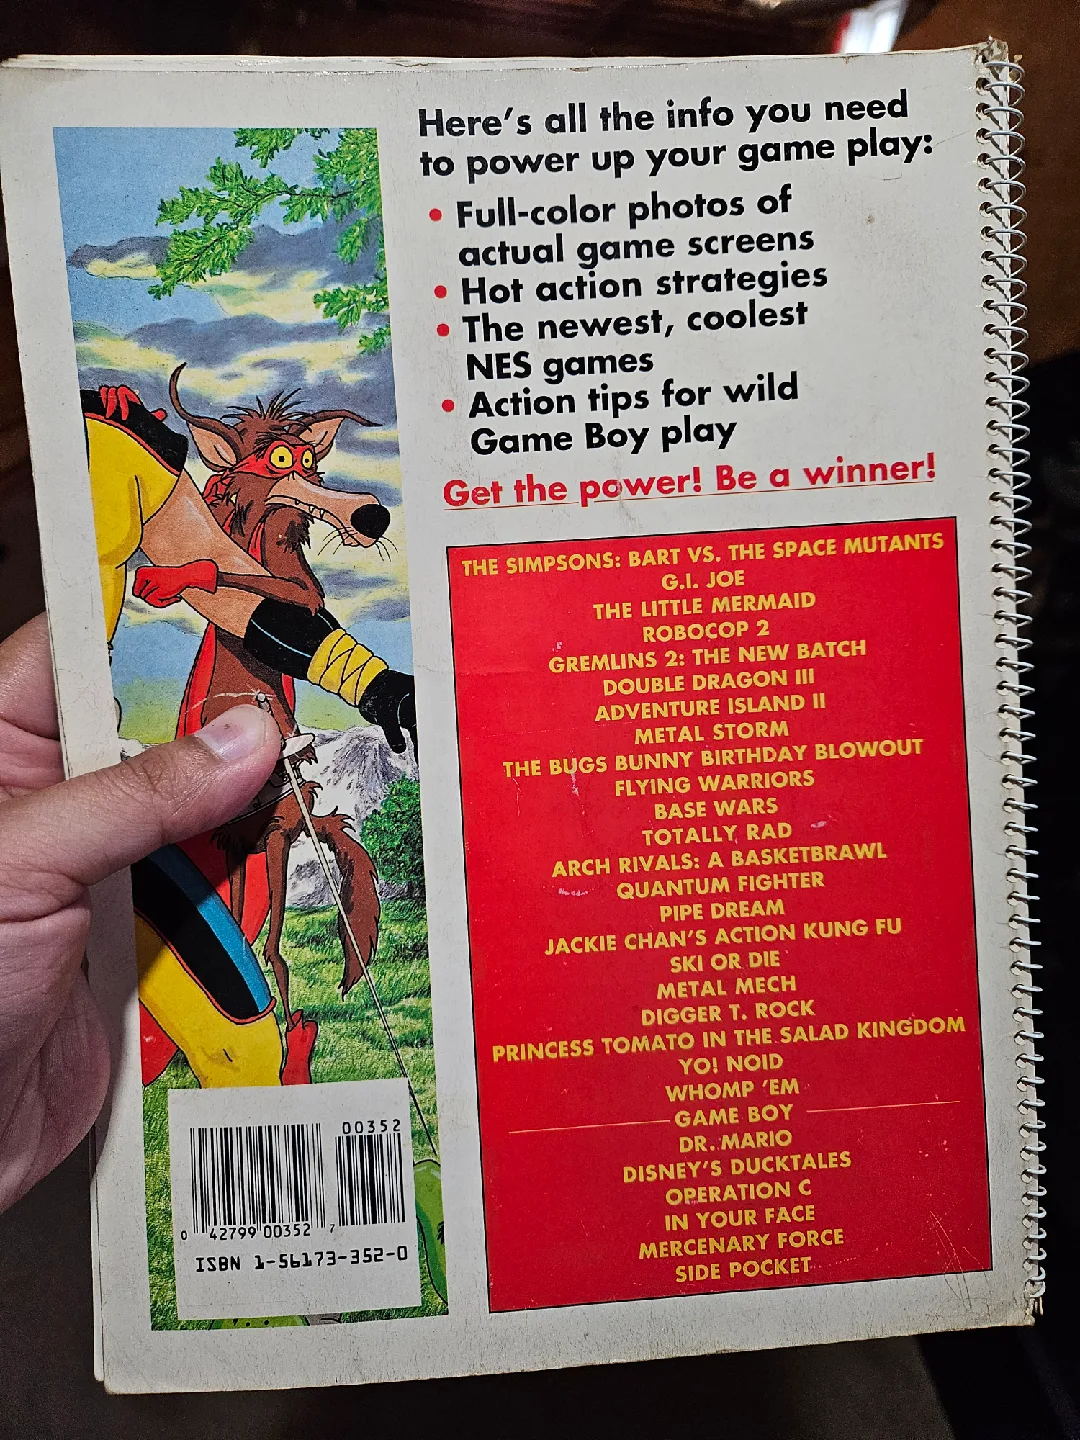 Here's all the info you need
to power up your game play:
• Full-color photos of
actual game screens
• Hot action strategies
• The newest, coolest
NES games
• Action tips for wild
Game Boy play
Get the power! Be a winner!
THE SIMPSONS: BART VS. THE SPACE MUTANTS
G.I. JOE
THE LITTLE MERMAID
ROBOCOP 2
GREMLINS 2: THE NEW BATCH
DOUBLE DRAGON III
ADVENTURE ISLAND II
METAL STORM
THE BUGS BUNNY BIRTHDAY BLOWOUT
FLYING WARRIORS
BASE WARS
TOTALLY RAD
ARCH RIVALS: A BASKETBRAWL
QUANTUM FIGHTER
PIPE DREAM
JACKIE CHAN'S ACTION KUNG FU
SKI OR DIE
METAL MECH
DIGGER T. ROCK
PRINCESS TOMATO IN THE SALAD KINGDOM
YO! NOID
WHOMP 'EM
GAME BOY
DR. MARIO
DISNEY'S DUCKTALES
OPERATION C
IN YOUR FACE
MERCENARY FORCE
SIDE POCKET
00352
0 42799 00352 7
ISBN 1-56173-352-0